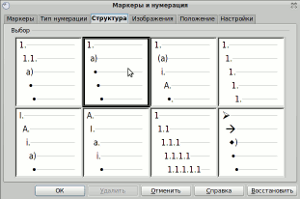 Маркеры и нумерация
Маркеры Тип нумерации Структура Изображения Положение Настройки
Выбор
1. 1. 1. 1.
1.1. a) (a) 1.
a) • i. 1.
• • A. 1.
• • •. 1.
I. A. 1 ➢
A. I. 1.1 →
i. a. 1.1.1 ◆)
a) i. 1.1.1.1 •
• • 1.1.1.1.1 •
OK Удалить Отменить Справка Восстановить